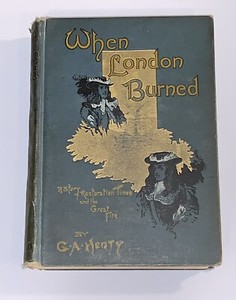 When
London
Burned
A Story of Restoration Times
and the
Great
Fire
BY
G·A·HENTY